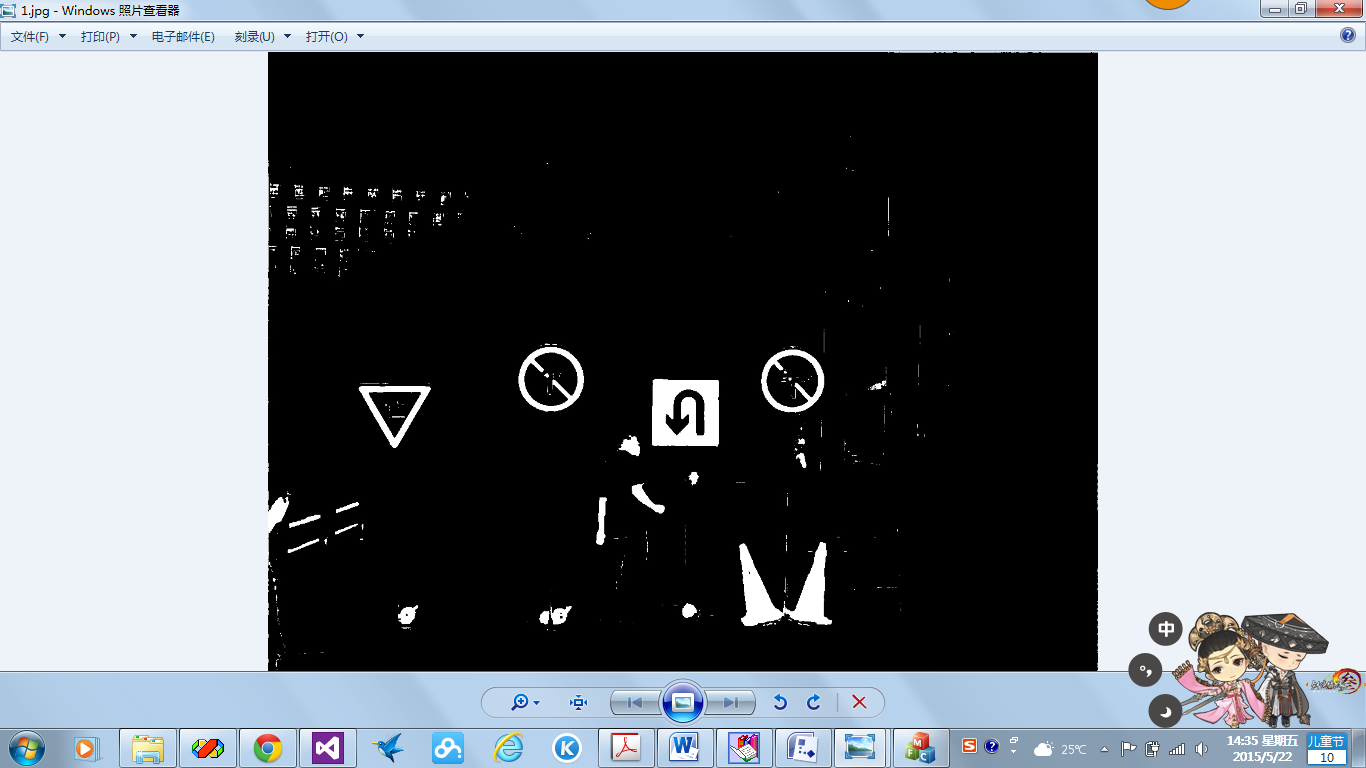 1.jpg - Windows 照片查看器
文件(F) 打印(P) 电子邮件(E) 刻录(U) 打开(O)
中
14:35 星期五
2015/5/22
25℃
儿童节
10